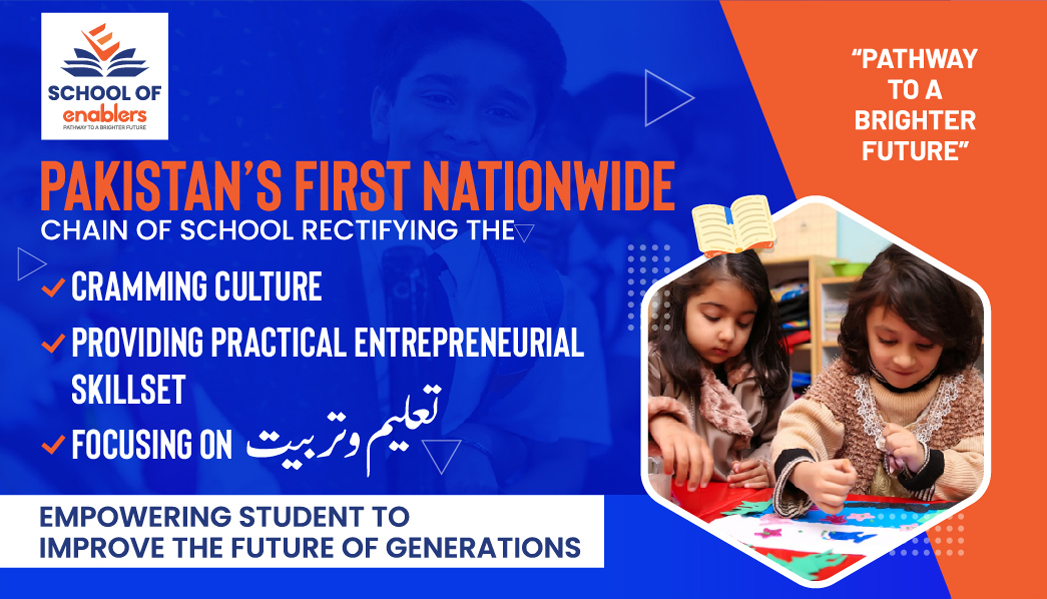 SCHOOL OF
enablers
PATHWAY TO A BRIGHTER FUTURE
PAKISTAN'S FIRST NATIONWIDE
CHAIN OF SCHOOL RECTIFYING THE
CRAMMING CULTURE
PROVIDING PRACTICAL ENTREPRENEURIAL
SKILLSET
FOCUSING ON تعلیم وتربیت
EMPOWERING STUDENT TO
IMPROVE THE FUTURE OF GENERATIONS
“PATHWAY
TO A
BRIGHTER
FUTURE”